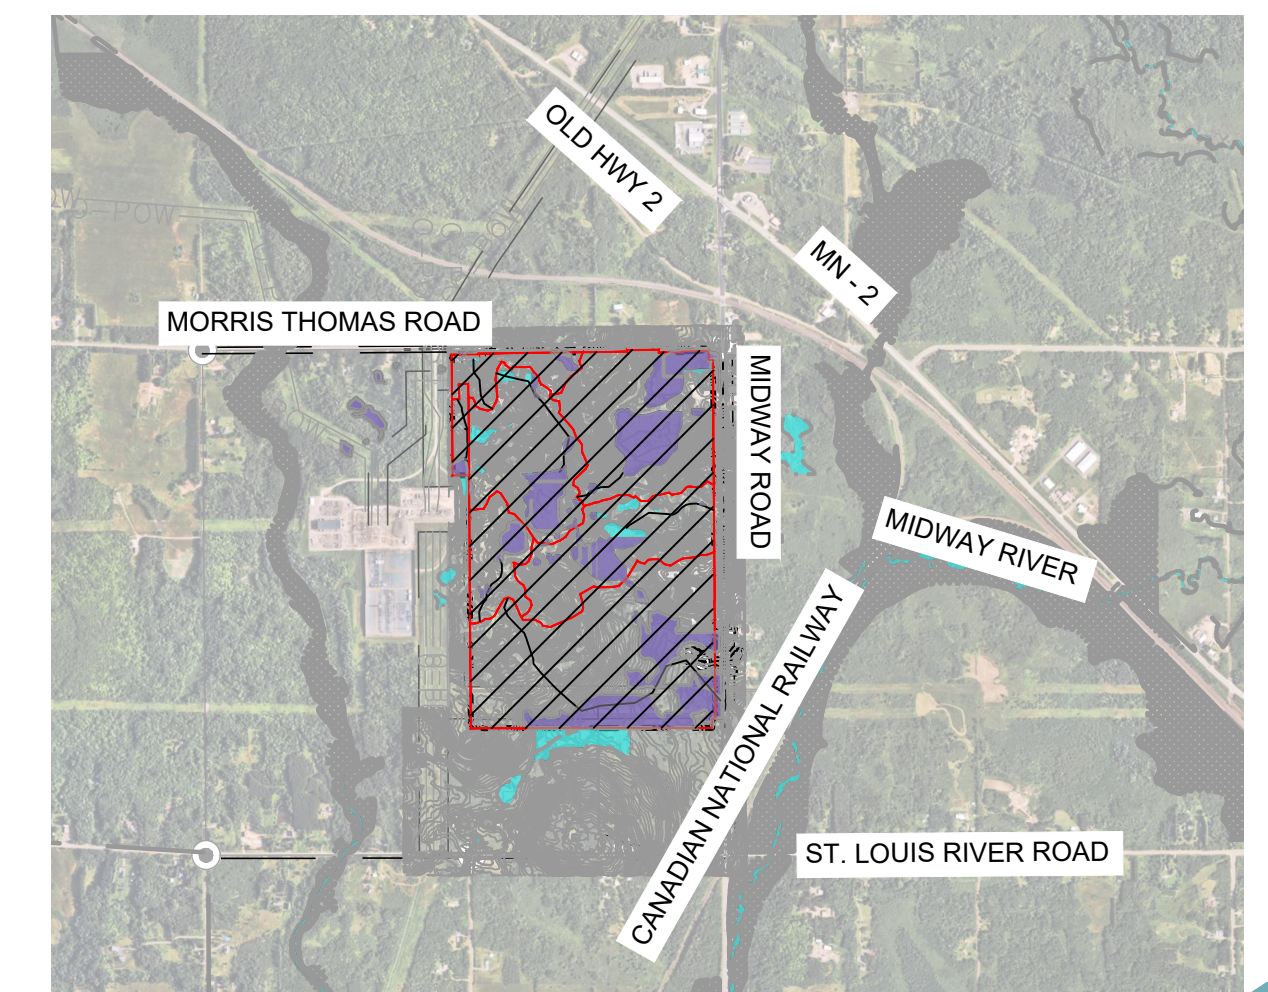 OLD HWY 2
MN - 2
MORRIS THOMAS ROAD
MIDWAY ROAD
MIDWAY RIVER
CANADIAN NATIONAL RAILWAY
ST. LOUIS RIVER ROAD